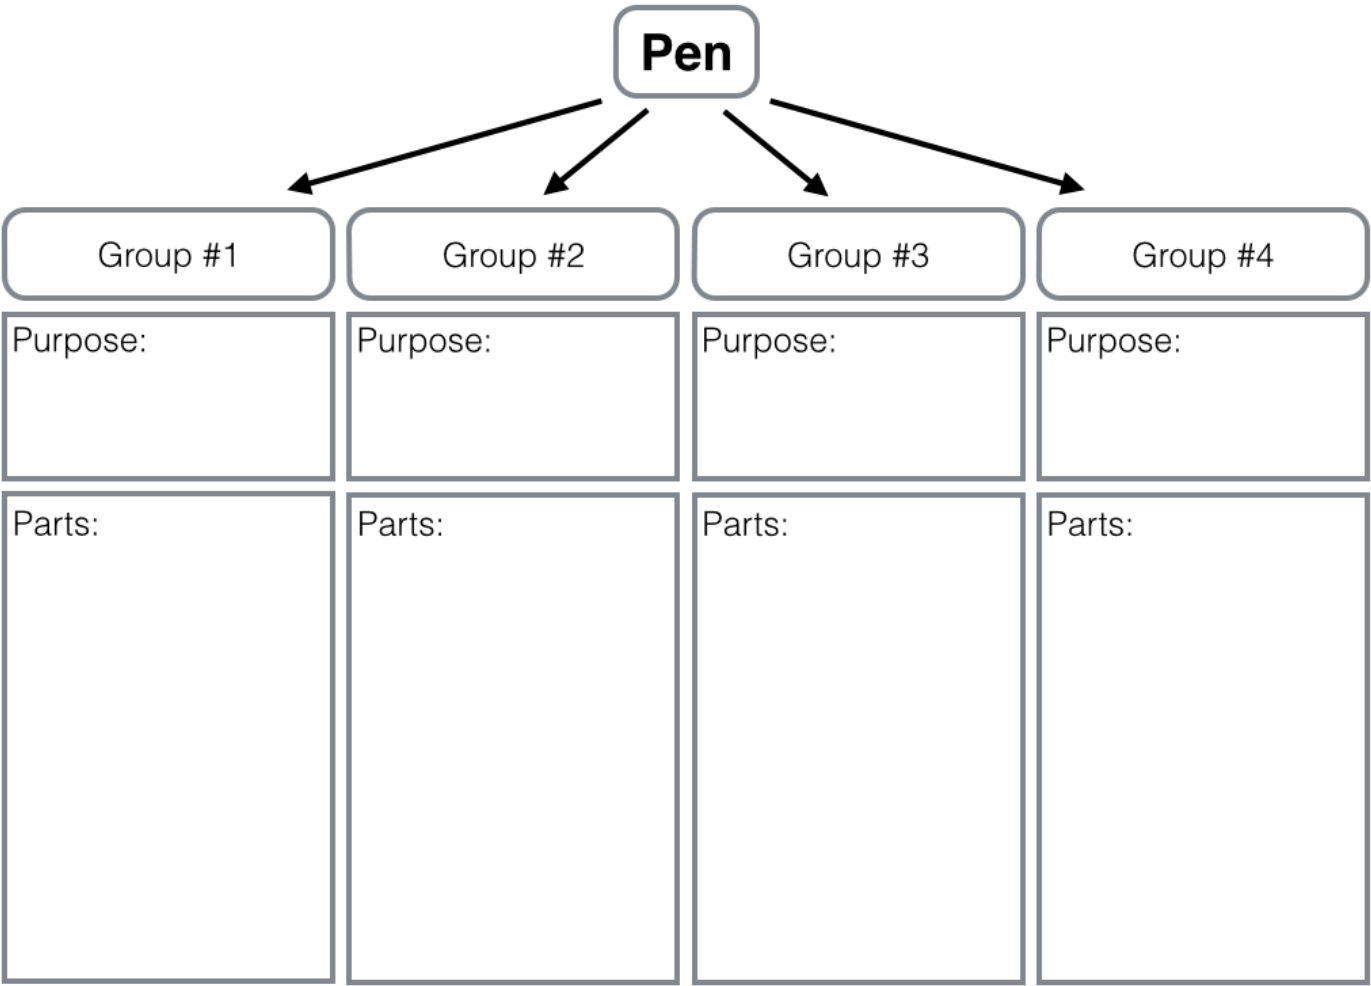 Pen
Group #1
Group #2
Group #3
Group #4
Purpose:
Purpose:
Purpose:
Purpose:
Parts:
Parts:
Parts:
Parts: